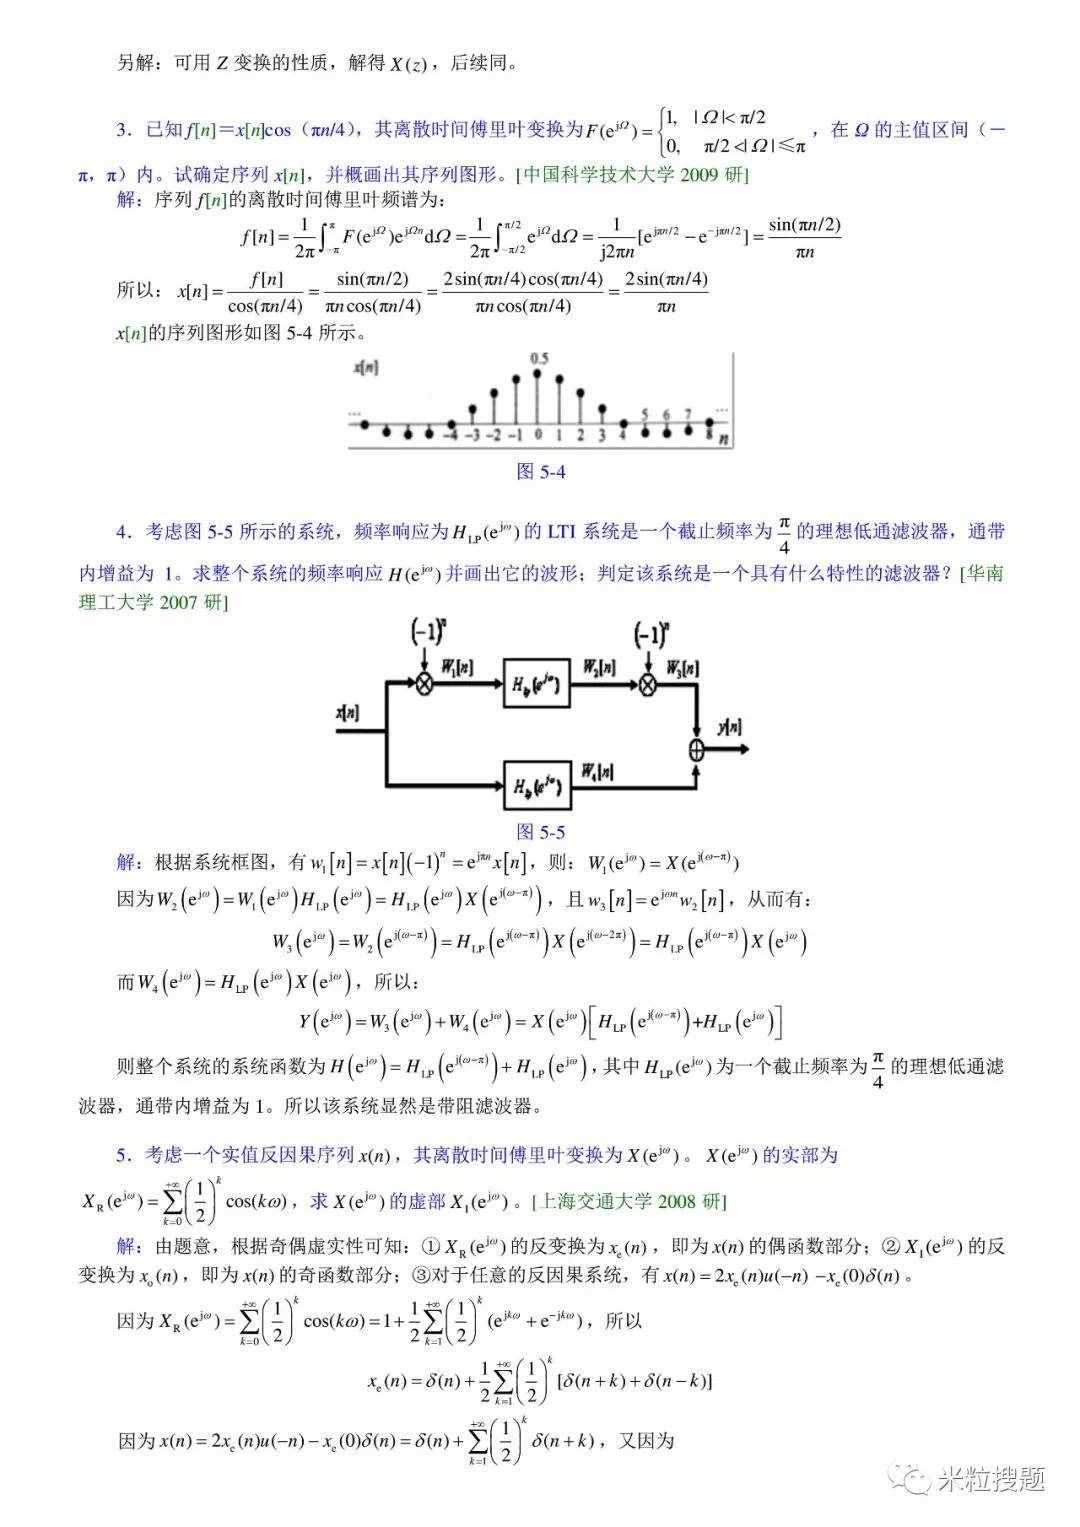 另解：可用 Z 变换的性质，解得 X(z)，后续同。
3．已知 f[n]＝x[n]cos（πn/4），其离散时间傅里叶变换为 F(e^{jΩ}) = {1, |Ω|< π/2; 0, π/2 <|Ω|≤π ，在 Ω 的主值区间（－
π，π）内。试确定序列 x[n]，并概画出其序列图形。[中国科学技术大学 2009 研]
解：序列 f[n]的离散时间傅里叶频谱为：
f[n] = \frac{1}{2π}∫_{-π}^{π} F(e^{jΩ})e^{jΩn}dΩ = \frac{1}{2π}∫_{-π/2}^{π/2} e^{jΩ}dΩ = \frac{1}{j2πn}[e^{jπn/2} − e^{−jπn/2}] = \frac{sin(πn/2)}{πn}
所以：x[n] = \frac{f[n]}{cos(πn/4)} = \frac{sin(πn/2)}{πn cos(πn/4)} = \frac{2sin(πn/4)cos(πn/4)}{πn cos(πn/4)} = \frac{2sin(πn/4)}{πn}
x[n]的序列图形如图 5-4 所示。
x[n] 0.5
… 5 6 7 …
−4 −3 −2 −1 0 1 2 3 4 8 n
图 5-4
4．考虑图 5-5 所示的系统，频率响应为 H_{LP}(e^{jω}) 的 LTI 系统是一个截止频率为 \frac{π}{4} 的理想低通滤波器，通带
内增益为 1。求整个系统的频率响应 H(e^{jω}) 并画出它的波形；判定该系统是一个具有什么特性的滤波器？[华南
理工大学 2007 研]
(−1)^n (−1)^n
W_1[n] H_{lp}(e^{jω}) W_2[n] W_3[n]
x[n] y[n]
H_{lp}(e^{jω}) W_4[n]
图 5-5
解：根据系统框图，有 w_1[n] = x[n](−1)^n = e^{jπn}x[n]，则：W_1(e^{jω}) = X(e^{j(ω−π)})
因为 W_2(e^{jω}) = W_1(e^{jω})H_{LP}(e^{jω}) = H_{LP}(e^{jω})X(e^{j(ω−π)})，且 w_3[n] = e^{jωn}w_2[n]，从而有：
W_3(e^{jω}) = W_2(e^{j(ω−π)}) = H_{LP}(e^{j(ω−π)})X(e^{j(ω−2π)}) = H_{LP}(e^{j(ω−π)})X(e^{jω})
而 W_4(e^{jω}) = H_{LP}(e^{jω})X(e^{jω})，所以：
Y(e^{jω}) = W_3(e^{jω}) + W_4(e^{jω}) = X(e^{jω})[H_{LP}(e^{j(ω−π)})+H_{LP}(e^{jω})]
则整个系统的系统函数为 H(e^{jω}) = H_{LP}(e^{j(ω−π)}) + H_{LP}(e^{jω})，其中 H_{LP}(e^{jω}) 为一个截止频率为 \frac{π}{4} 的理想低通滤
波器，通带内增益为 1。所以该系统显然是带阻滤波器。
5．考虑一个实值反因果序列 x(n)，其离散时间傅里叶变换为 X(e^{jω})。X(e^{jω}) 的实部为
X_R(e^{jω}) = \sum_{k=0}^{+∞}(\frac{1}{2})^k cos(kω)，求 X(e^{jω}) 的虚部 X_I(e^{jω})。[上海交通大学 2008 研]
解：由题意，根据奇偶虚实性可知：① X_R(e^{jω}) 的反变换为 x_e(n)，即为 x(n) 的偶函数部分；② X_I(e^{jω}) 的反
变换为 x_o(n)，即为 x(n) 的奇函数部分；③对于任意的反因果系统，有 x(n) = 2x_e(n)u(−n) −x_e(0)δ(n)。
因为 X_R(e^{jω}) = \sum_{k=0}^{+∞}(\frac{1}{2})^k cos(kω) = 1+\frac{1}{2}\sum_{k=1}^{+∞}(\frac{1}{2})^k (e^{jkω} + e^{−jkω})，所以
x_e(n) = δ(n) + \frac{1}{2}\sum_{k=1}^{+∞}(\frac{1}{2})^k [δ(n + k) + δ(n − k)]
因为 x(n) = 2x_e(n)u(−n) − x_e(0)δ(n) = δ(n) + \sum_{k=1}^{+∞}(\frac{1}{2})^k δ(n + k)，又因为
米粒搜题